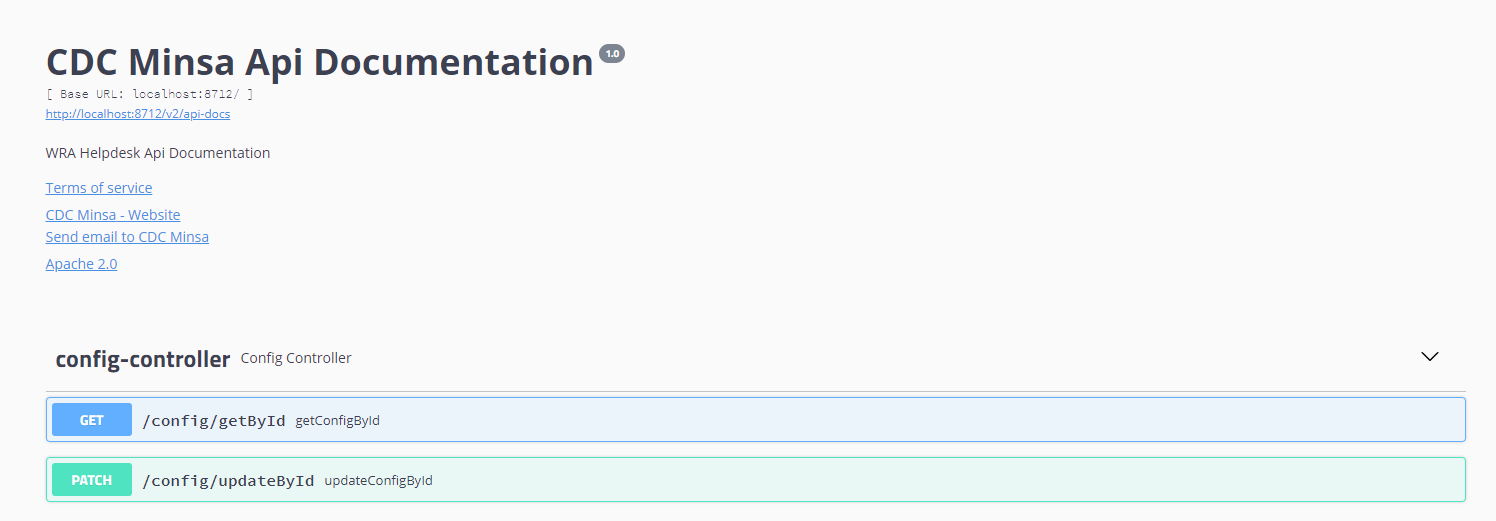 CDC Minsa Api Documentation 1.0
[ Base URL: localhost:8712/ ]
http://localhost:8712/v2/api-docs
WRA Helpdesk Api Documentation
Terms of service
CDC Minsa - Website
Send email to CDC Minsa
Apache 2.0
config-controller Config Controller
GET /config/getById getConfigById
PATCH /config/updateById updateConfigById